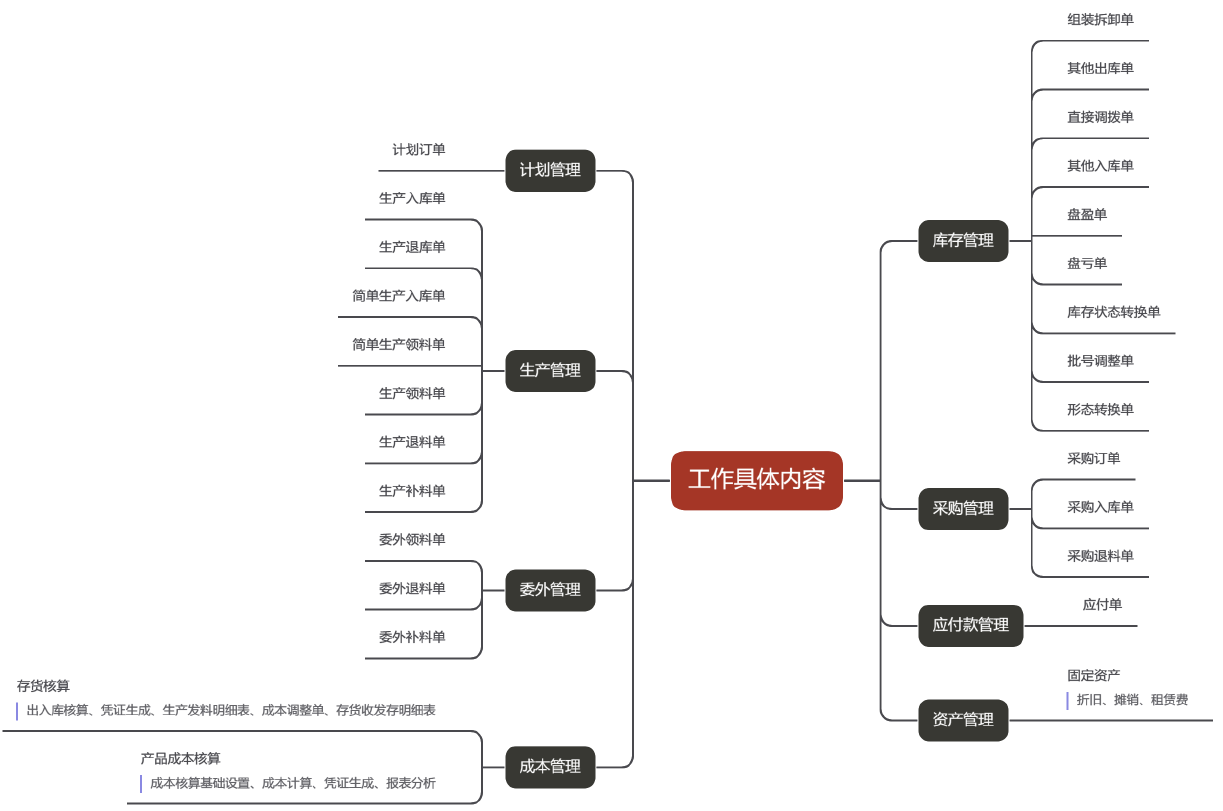 工作具体内容
计划管理
计划订单
生产管理
生产入库单
生产退库单
简单生产入库单
简单生产领料单
生产领料单
生产退料单
生产补料单
委外管理
委外领料单
委外退料单
委外补料单
成本管理
存货核算
出入库核算、凭证生成、生产发料明细表、成本调整单、存货收发存明细表
产品成本核算
成本核算基础设置、成本计算、凭证生成、报表分析
库存管理
组装拆卸单
其他出库单
直接调拨单
其他入库单
盘盈单
盘亏单
库存状态转换单
批号调整单
形态转换单
采购管理
采购订单
采购入库单
采购退料单
应付款管理
应付单
资产管理
固定资产
折旧、摊销、租赁费